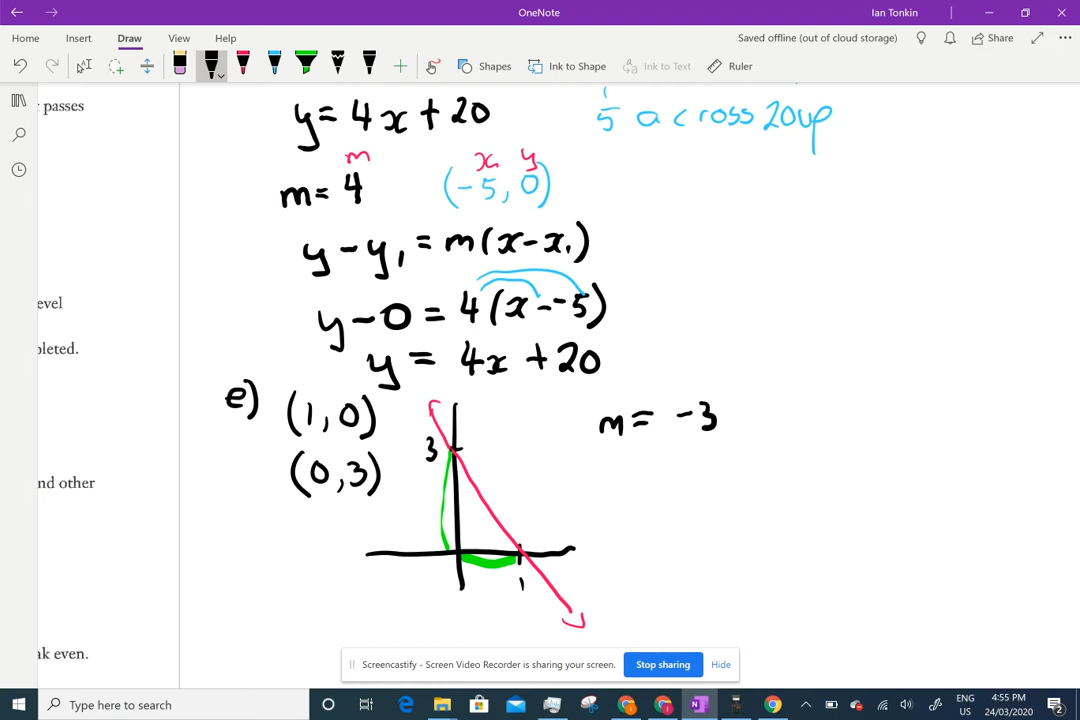 OneNote
Ian Tonkin
Home Insert Draw View Help
Saved offline (out of cloud storage)
Share
Shapes
Ink to Shape
Ink to Text
Ruler
passes
y = 4x + 20
5 across 20up
m
x y
m = 4 (-5, 0)
y - y₁ = m(x - x₁)
y - 0 = 4(x - -5)
evel
pleted.
y = 4x + 20
e) (1, 0)
m = -3
3
(0, 3)
nd other
1
ak even.
Screencastify - Screen Video Recorder is sharing your screen.
Stop sharing
Hide
Type here to search
ENG
US
4:55 PM
24/03/2020
2